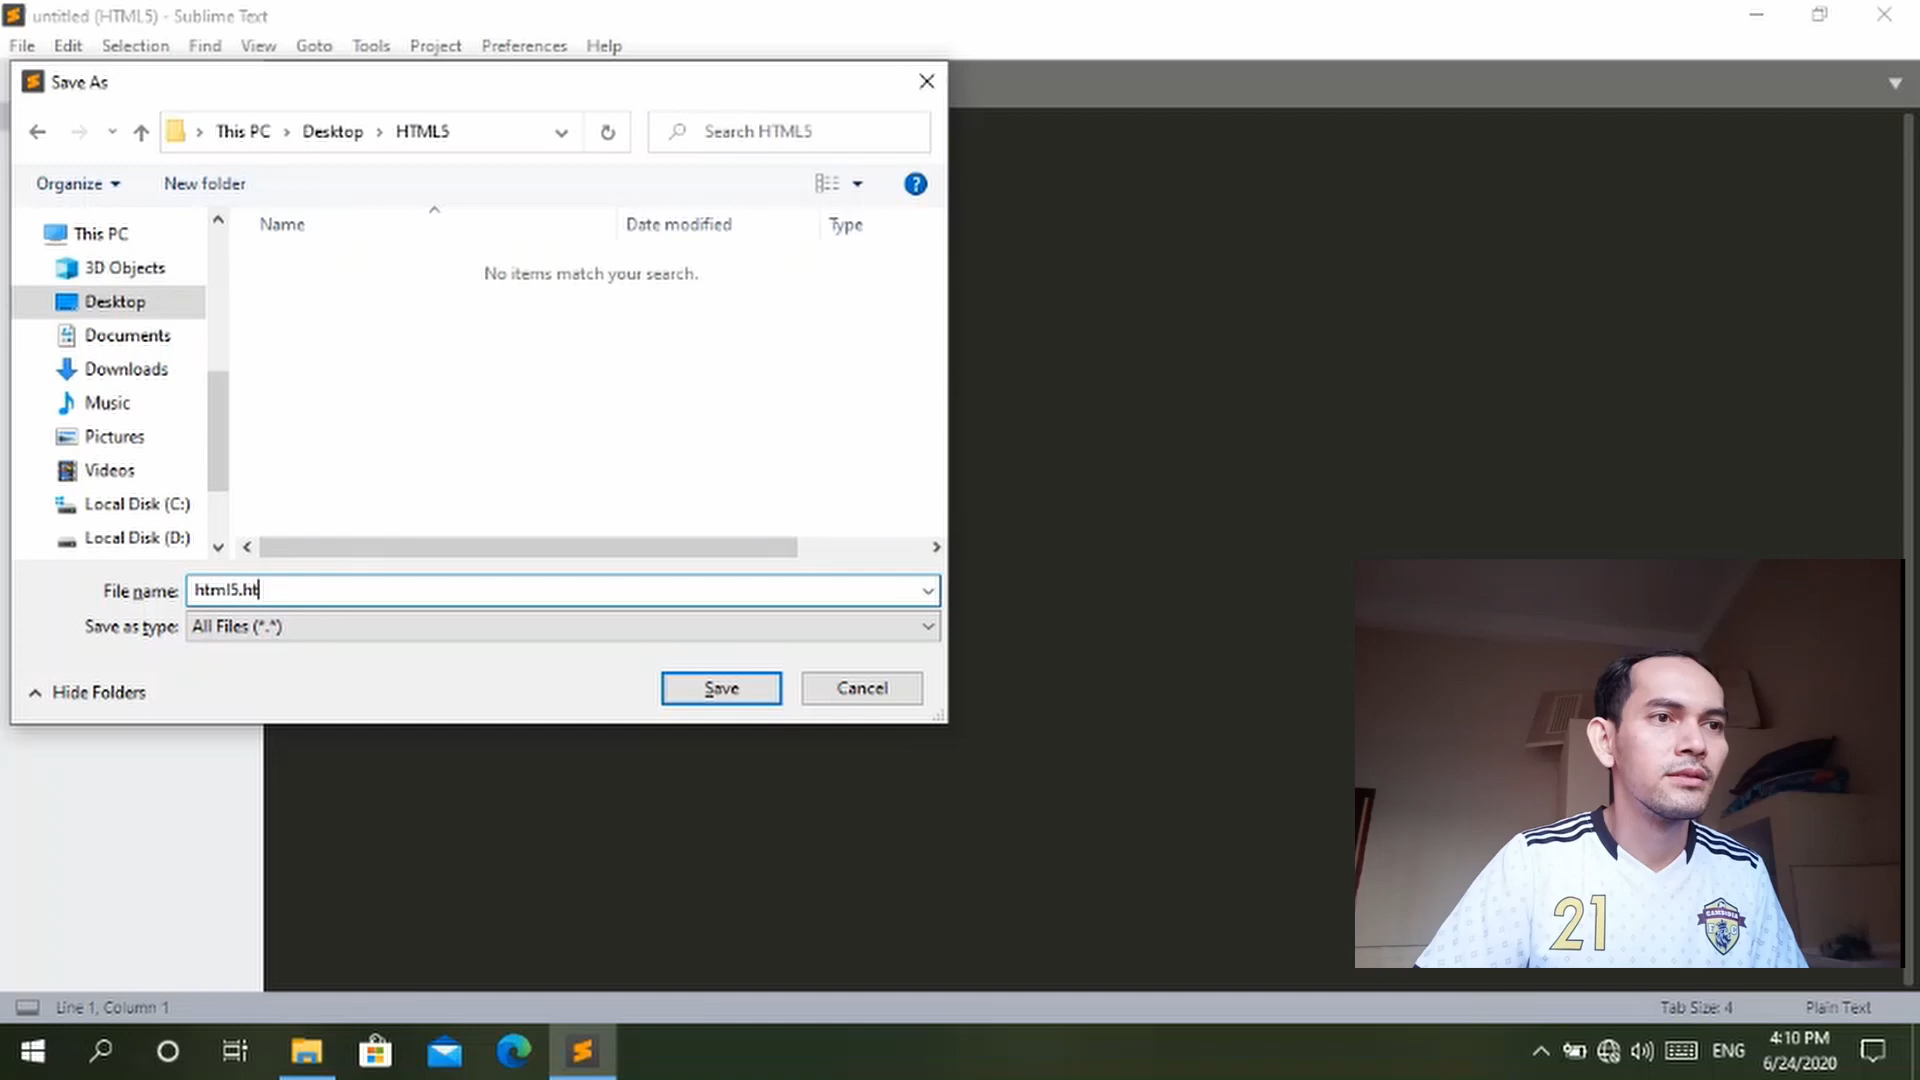 untitled (HTML5) - Sublime Text
File Edit Selection Find View Goto Tools Project Preferences Help
Save As
This PC > Desktop > HTML5
Search HTML5
Organize
New folder
Name
Date modified
Type
No items match your search.
This PC
3D Objects
Desktop
Documents
Downloads
Music
Pictures
Videos
Local Disk (C:)
Local Disk (D:)
File name: html5.ht
Save as type: All Files (*.*)
Hide Folders
Save
Cancel
21
CAMBODIA
Line 1, Column 1
Tab Size: 4
Plain Text
ENG
4:10 PM
6/24/2020